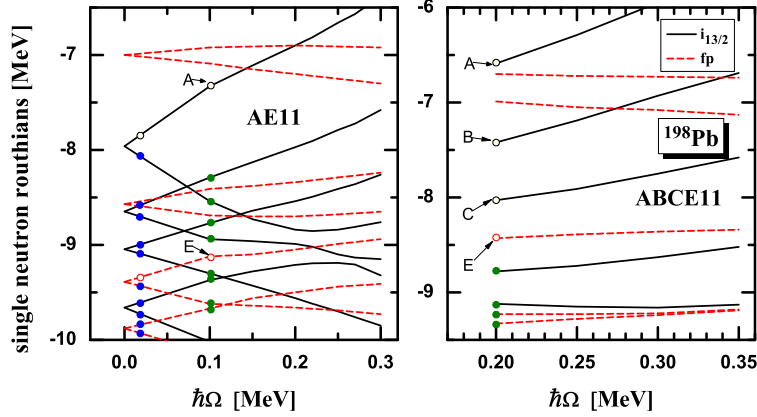 single neutron routhians [MeV]
-7
-8
-9
-10
A
AE11
E
0.0
0.1
0.2
0.3
ℏΩ [MeV]
-6
-7
-8
-9
A
B
C
E
i13/2
fp
198Pb
ABCE11
0.20
0.25
0.30
0.35
ℏΩ [MeV]